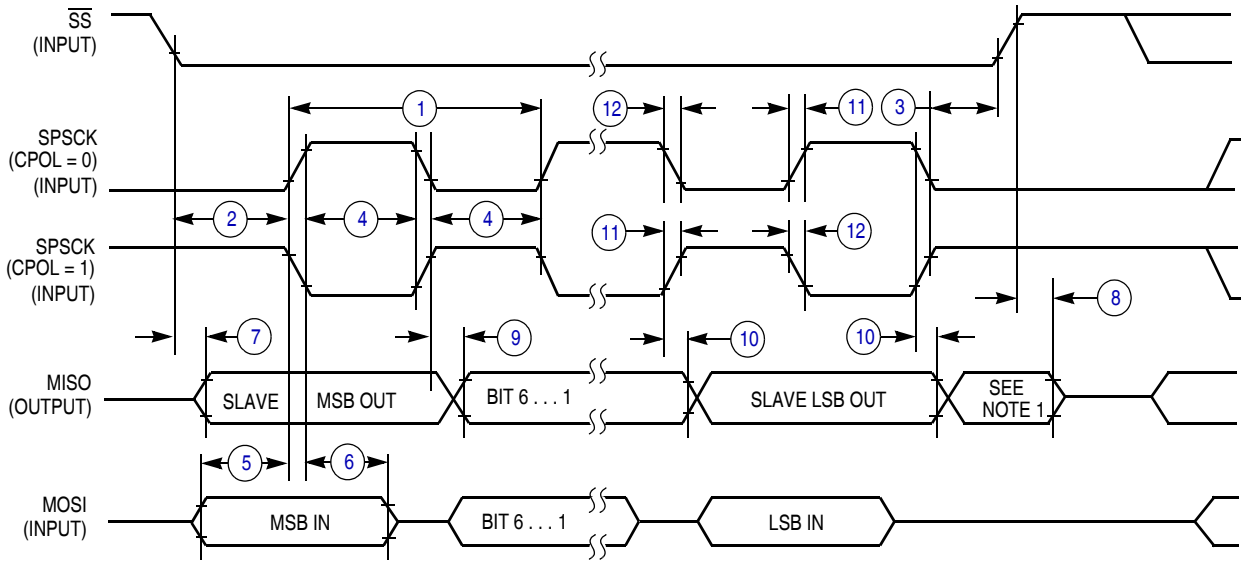 SS
(INPUT)
1
12
11
3
SPSCK
(CPOL = 0)
(INPUT)
2
4
4
11
12
SPSCK
(CPOL = 1)
(INPUT)
8
7
9
10
10
MISO
(OUTPUT)
SLAVE MSB OUT
BIT 6 . . . 1
SLAVE LSB OUT
SEE
NOTE 1
5
6
MOSI
(INPUT)
MSB IN
BIT 6 . . . 1
LSB IN